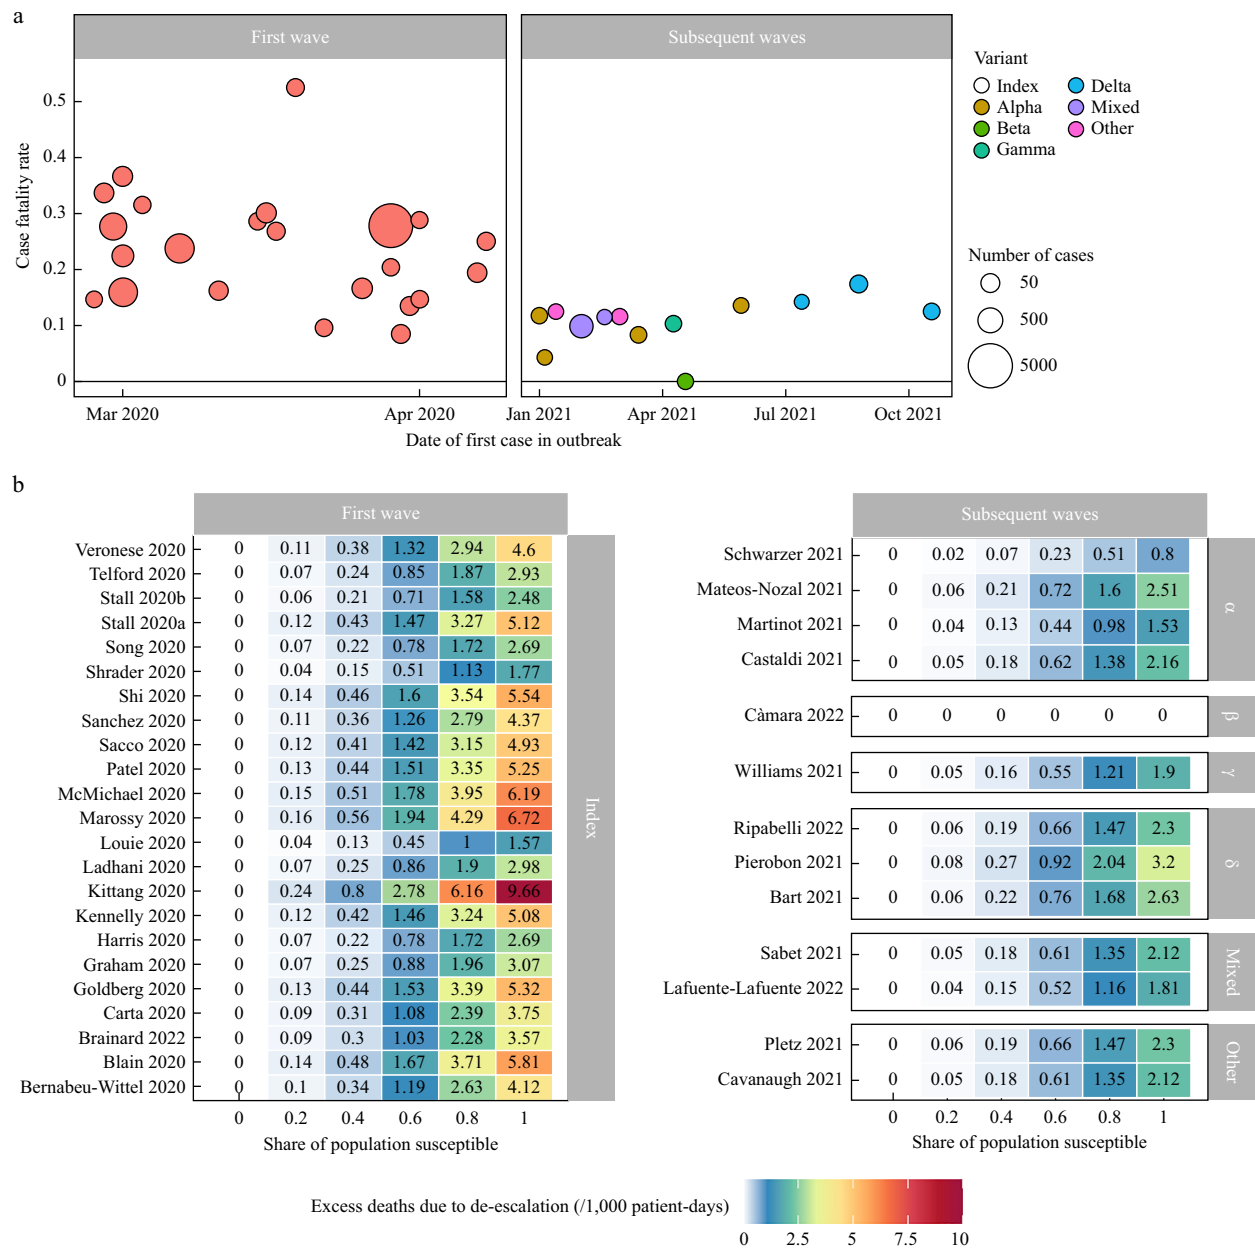 a
First wave
Subsequent waves
Case fatality rate
0.5
0.4
0.3
0.2
0.1
0
Mar 2020
Apr 2020
Jan 2021
Apr 2021
Jul 2021
Oct 2021
Date of first case in outbreak
Variant
Index
Alpha
Beta
Gamma
Delta
Mixed
Other
Number of cases
50
500
5000
b
First wave
Veronese 2020 0 0.11 0.38 1.32 2.94 4.6
Telford 2020 0 0.07 0.24 0.85 1.87 2.93
Stall 2020b 0 0.06 0.21 0.71 1.58 2.48
Stall 2020a 0 0.12 0.43 1.47 3.27 5.12
Song 2020 0 0.07 0.22 0.78 1.72 2.69
Shrader 2020 0 0.04 0.15 0.51 1.13 1.77
Shi 2020 0 0.14 0.46 1.6 3.54 5.54
Sanchez 2020 0 0.11 0.36 1.26 2.79 4.37
Sacco 2020 0 0.12 0.41 1.42 3.15 4.93
Patel 2020 0 0.13 0.44 1.51 3.35 5.25
McMichael 2020 0 0.15 0.51 1.78 3.95 6.19
Marossy 2020 0 0.16 0.56 1.94 4.29 6.72
Louie 2020 0 0.04 0.13 0.45 1 1.57
Ladhani 2020 0 0.07 0.25 0.86 1.9 2.98
Kittang 2020 0 0.24 0.8 2.78 6.16 9.66
Kennelly 2020 0 0.12 0.42 1.46 3.24 5.08
Harris 2020 0 0.07 0.22 0.78 1.72 2.69
Graham 2020 0 0.07 0.25 0.88 1.96 3.07
Goldberg 2020 0 0.13 0.44 1.53 3.39 5.32
Carta 2020 0 0.09 0.31 1.08 2.39 3.75
Brainard 2022 0 0.09 0.3 1.03 2.28 3.57
Blain 2020 0 0.14 0.48 1.67 3.71 5.81
Bernabeu-Wittel 2020 0 0.1 0.34 1.19 2.63 4.12
Index
0 0.2 0.4 0.6 0.8 1
Share of population susceptible
Subsequent waves
Schwarzer 2021 0 0.02 0.07 0.23 0.51 0.8
Mateos-Nozal 2021 0 0.06 0.21 0.72 1.6 2.51
Martinot 2021 0 0.04 0.13 0.44 0.98 1.53
Castaldi 2021 0 0.05 0.18 0.62 1.38 2.16
α
Càmara 2022 0 0 0 0 0 0
β
Williams 2021 0 0.05 0.16 0.55 1.21 1.9
γ
Ripabelli 2022 0 0.06 0.19 0.66 1.47 2.3
Pierobon 2021 0 0.08 0.27 0.92 2.04 3.2
Bart 2021 0 0.06 0.22 0.76 1.68 2.63
δ
Sabet 2021 0 0.05 0.18 0.61 1.35 2.12
Lafuente-Lafuente 2022 0 0.04 0.15 0.52 1.16 1.81
Mixed
Pletz 2021 0 0.06 0.19 0.66 1.47 2.3
Cavanaugh 2021 0 0.05 0.18 0.61 1.35 2.12
Other
0 0.2 0.4 0.6 0.8 1
Share of population susceptible
Excess deaths due to de-escalation (/1,000 patient-days)
0 2.5 5 7.5 10